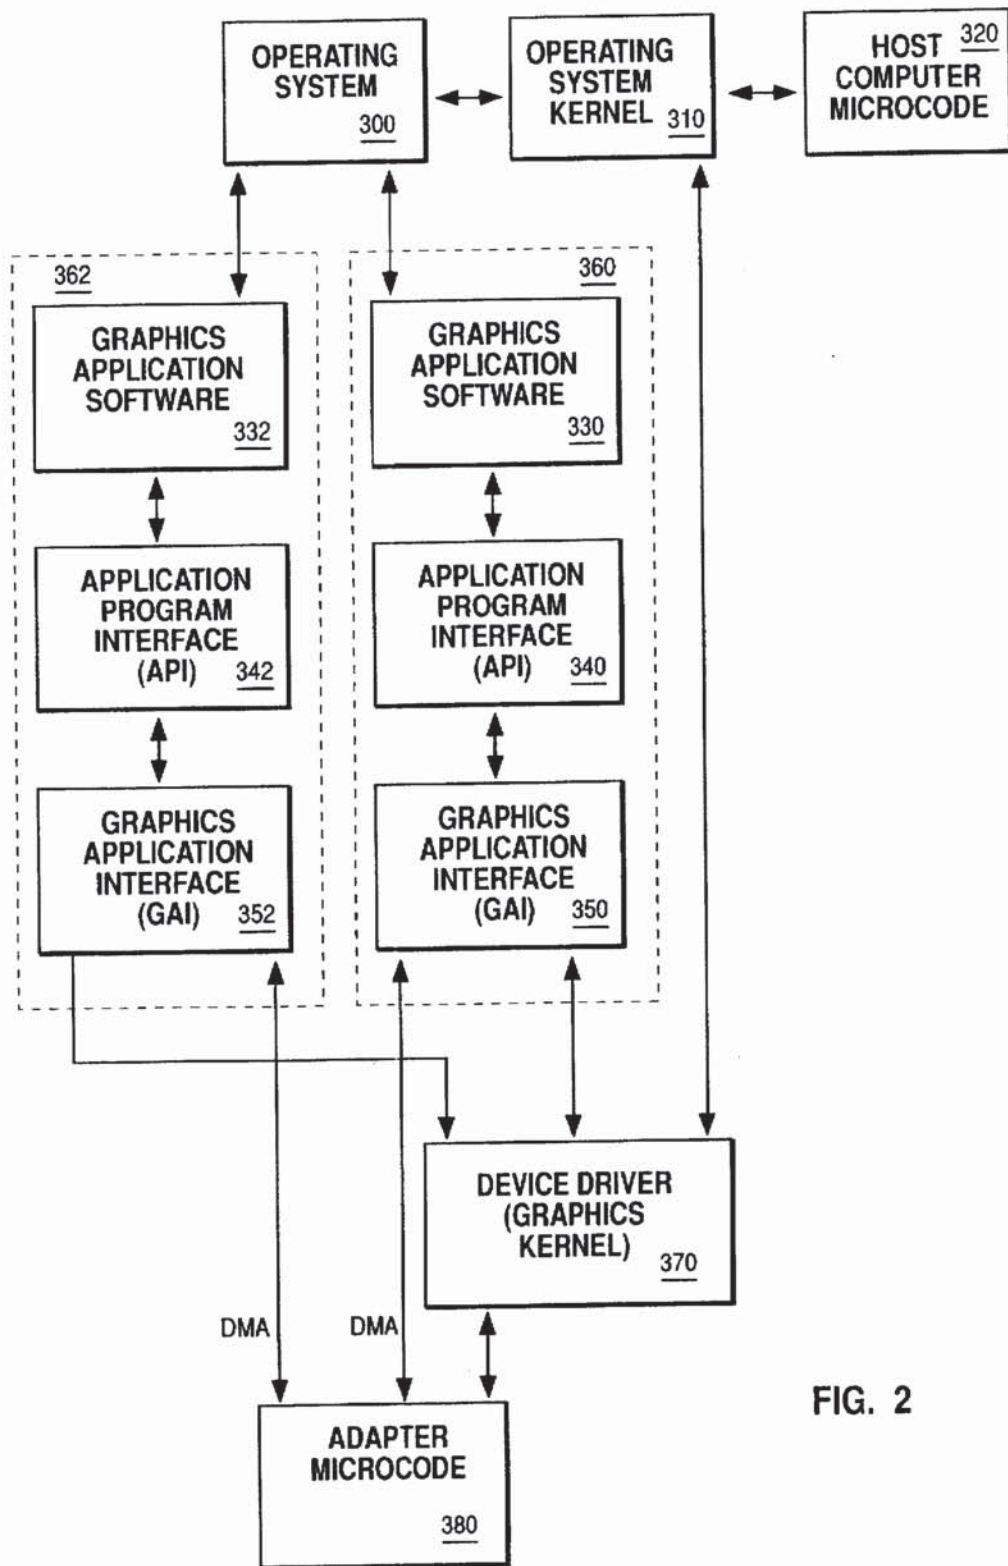 OPERATING
SYSTEM
300
OPERATING
SYSTEM
KERNEL
310
320
HOST
COMPUTER
MICROCODE
362
GRAPHICS
APPLICATION
SOFTWARE
332
360
GRAPHICS
APPLICATION
SOFTWARE
330
APPLICATION
PROGRAM
INTERFACE
(API)
342
APPLICATION
PROGRAM
INTERFACE
(API)
340
GRAPHICS
APPLICATION
INTERFACE
(GAI)
352
GRAPHICS
APPLICATION
INTERFACE
(GAI)
350
DEVICE DRIVER
(GRAPHICS
KERNEL)
370
DMA
DMA
ADAPTER
MICROCODE
380
FIG. 2